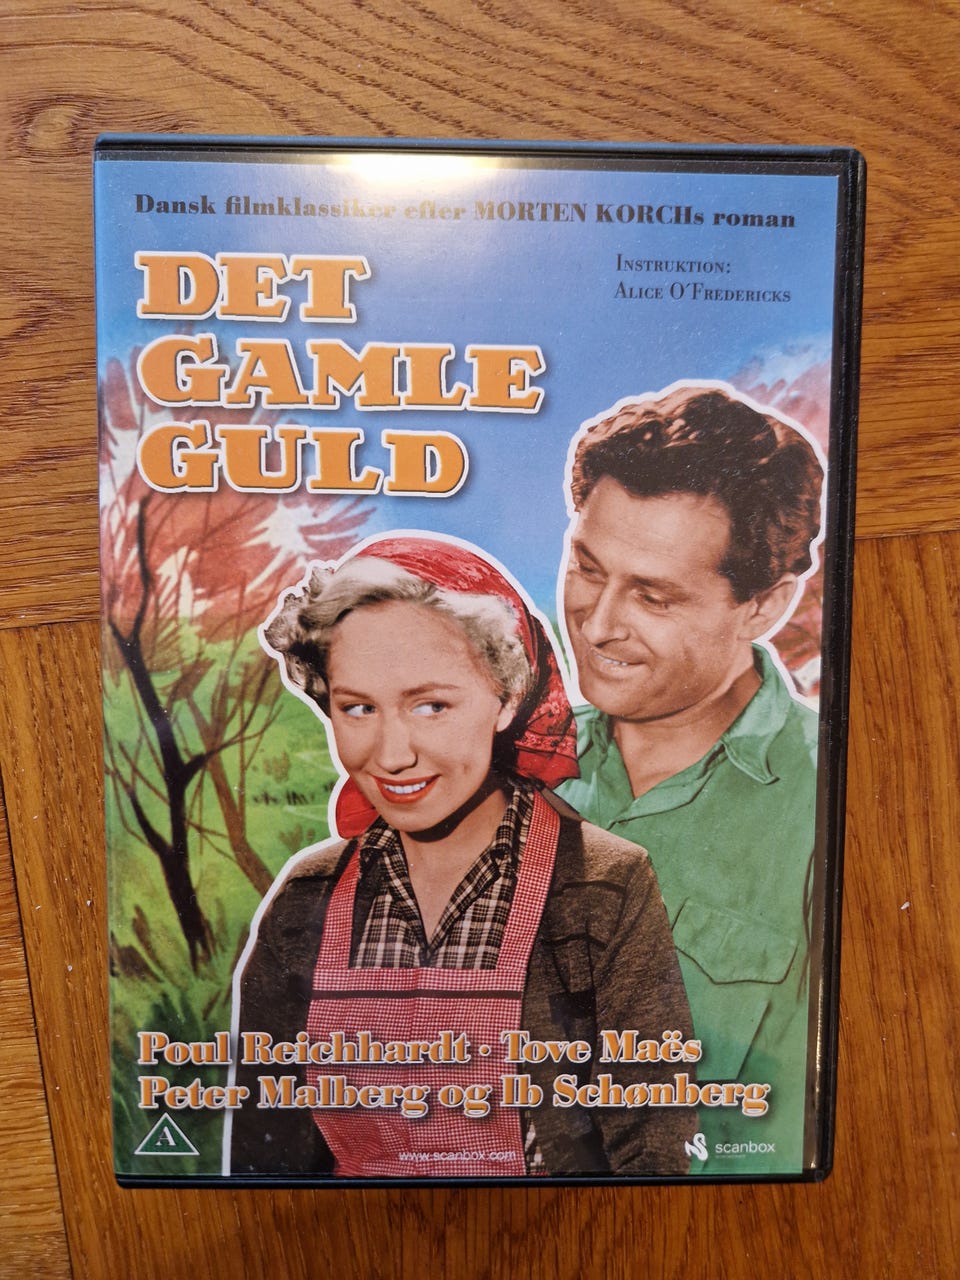 Dansk filmklassiker efter MORTEN KORCHs roman
INSTRUKTION:
ALICE O'FREDERICKS
DET
GAMLE
GULD
Poul Reichhardt · Tove Maës
Peter Malberg og Ib Schønberg
A
www.scanbox.com
scanbox